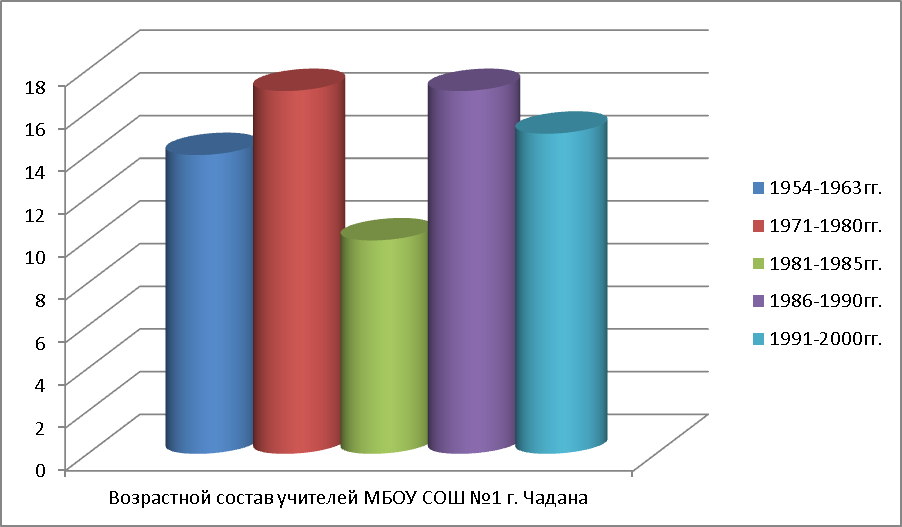 18
16
14
12
10
8
6
4
2
0
Возрастной состав учителей МБОУ СОШ №1 г. Чадана
1954-1963гг.
1971-1980гг.
1981-1985гг.
1986-1990гг.
1991-2000гг.